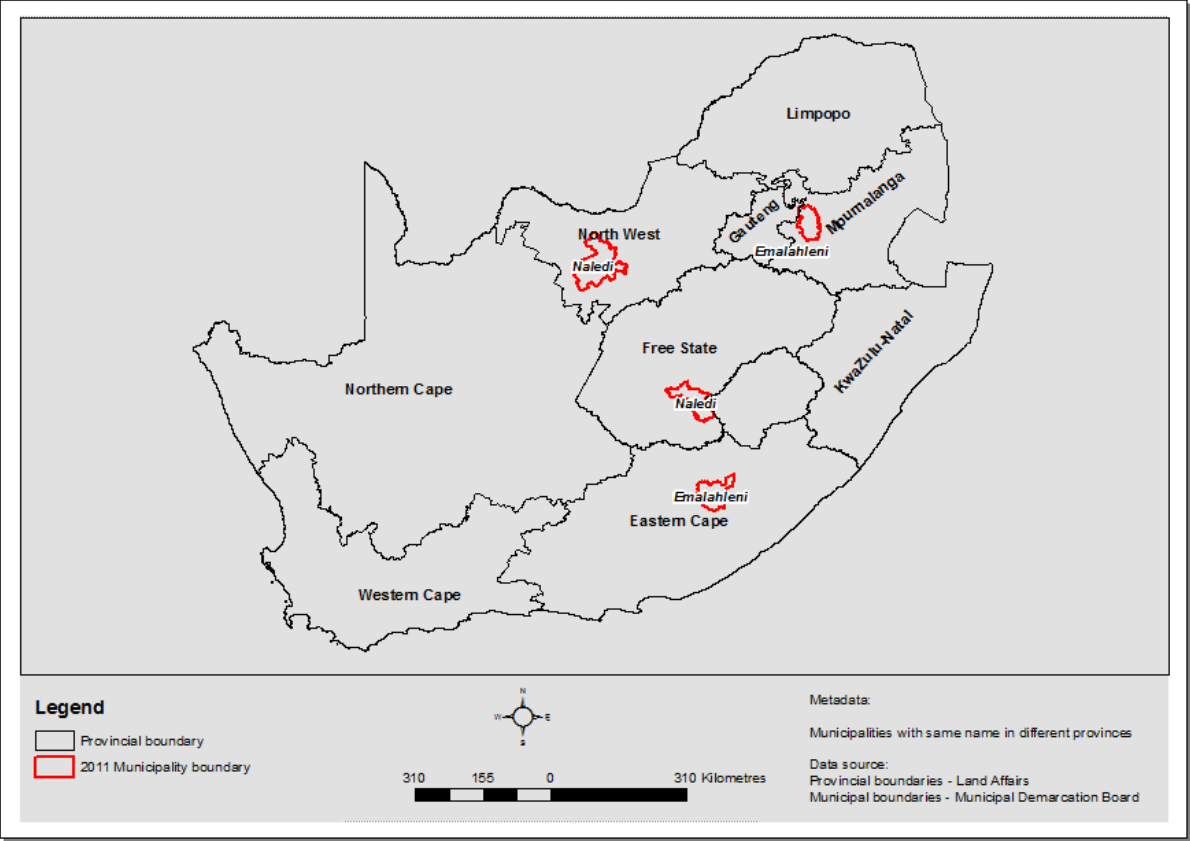 Limpopo
Mpumalanga
Gauteng
North West
Emalahleni
Naledi
KwaZulu-Natal
Free State
Northern Cape
Naledi
Emalahleni
Eastern Cape
Western Cape
Legend
Provincial boundary
2011 Municipality boundary
N
W E
S
310 155 0 310 Kilometres
Metadata:
Municipalities with same name in different provinces
Data source:
Provincial boundaries - Land Affairs
Municipal boundaries - Municipal Demarcation Board